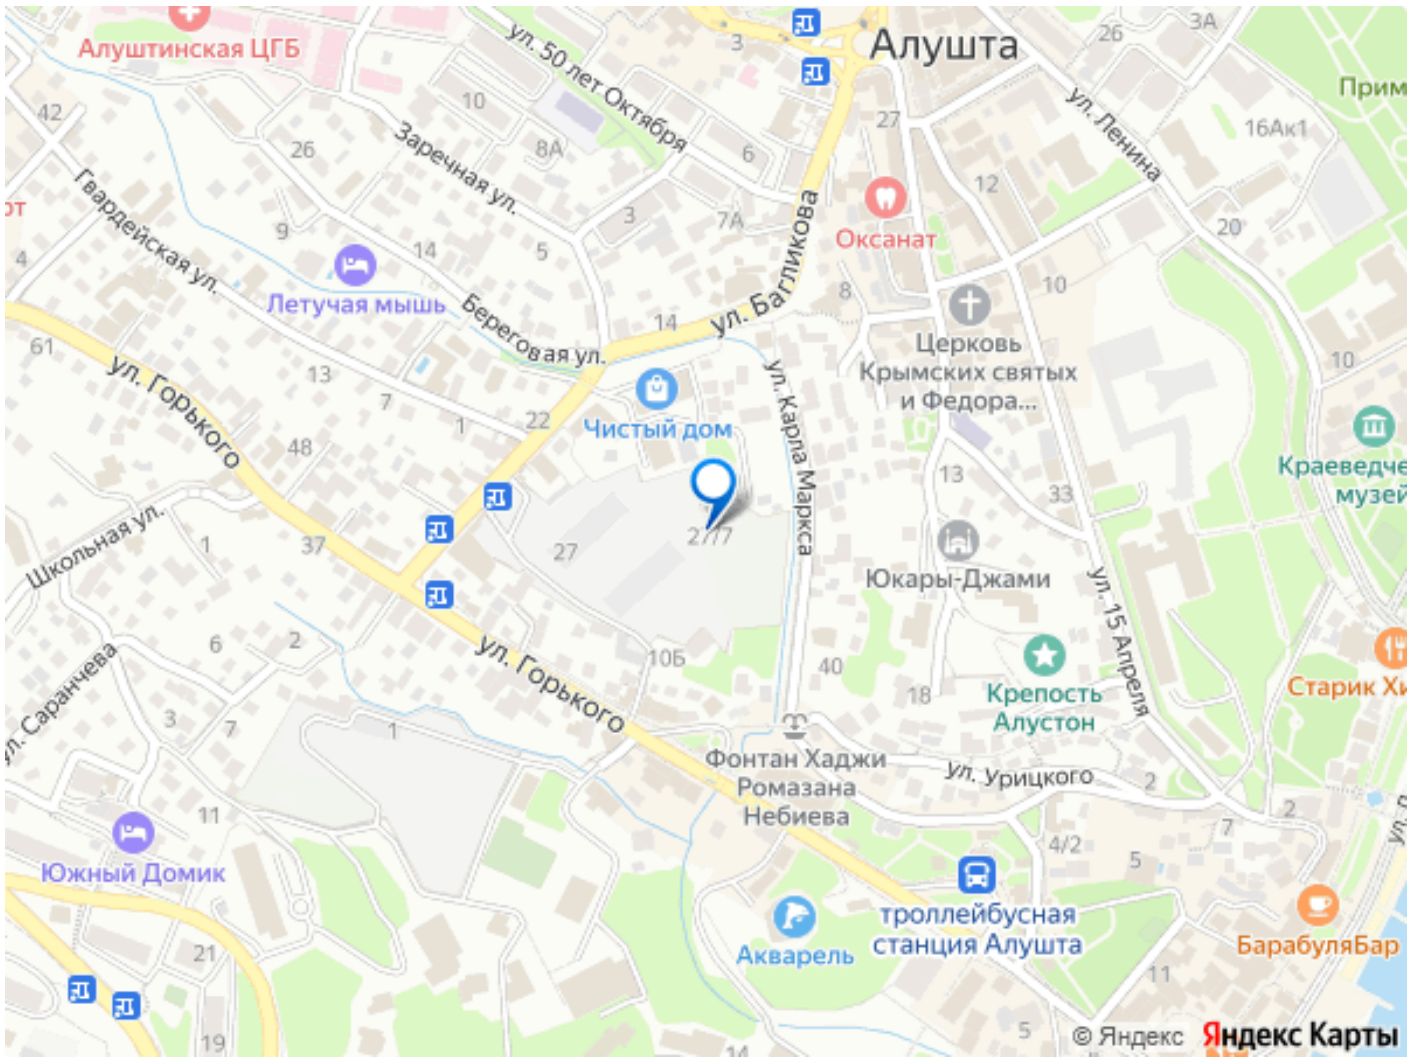 Алуштинская ЦГБ
ул. 50 лет Октября
3
Алушта
26
3А
Прим
42
10
8А
26
Заречная ул.
6
27
ул. Ленина
16Ак1
12
Гвардейская ул.
от
4
9
14
5
3
7А
ул. Багликова
Оксанат
20
10
8
Летучая мышь
Береговая ул.
14
61
ул. Горького
13
7
1
22
48
Чистый дом
ул. Карла Маркса
Церковь
Крымских святых
и Федора...
10
Краеведче
музей
13
33
Школьная ул.
1
37
27
27/7
Юкары-Джами
ул. 15 Апреля
ул. Саранчева
6
2
3
7
1
ул. Горького
10Б
40
18
Крепость
Алустон
Старик Хи
Фонтан Хаджи
Ромазана
Небиева
ул. Урицкого
2
2
7
11
Южный Домик
4/2
5
21
Акварель
троллейбусная
станция Алушта
БарабуляБар
11
19
14
5
© Яндекс Яндекс Карты